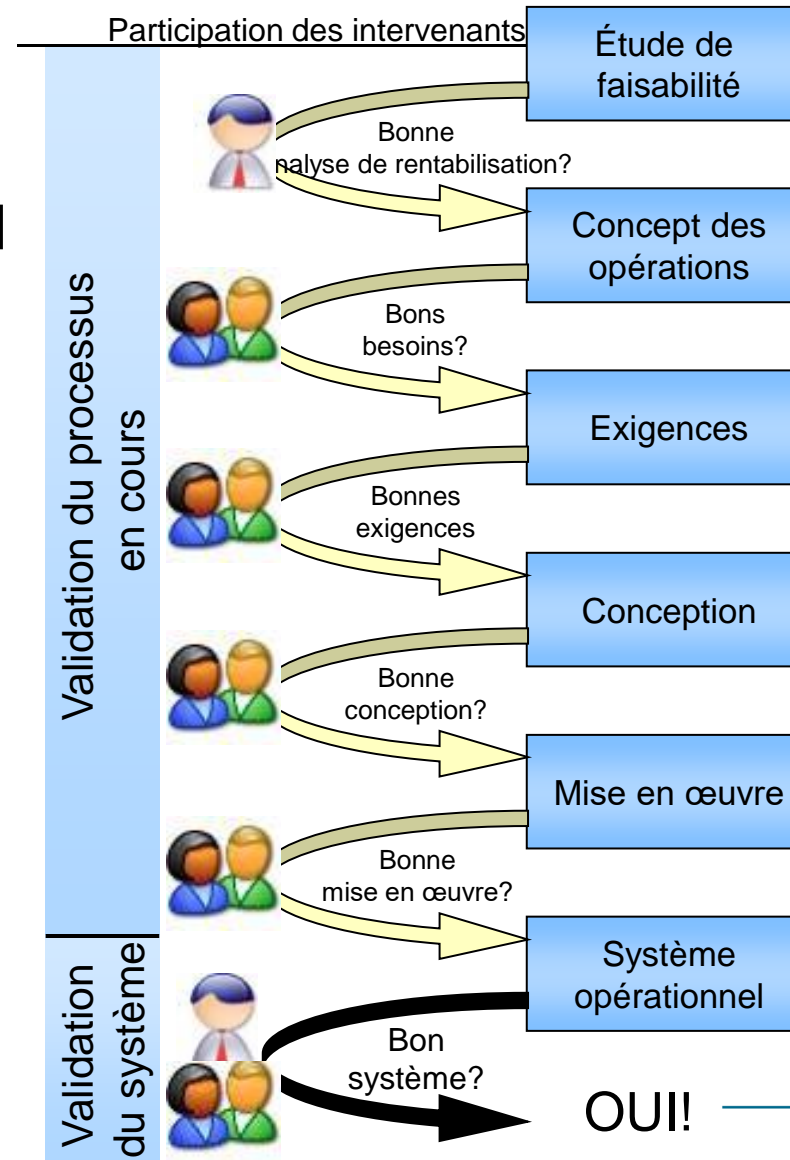 Participation des intervenants
Étude de
faisabilité
Bonne
nalyse de rentabilisation?
Concept des
opérations
Bons
besoins?
Exigences
Bonnes
exigences
Conception
Bonne
conception?
Mise en œuvre
Bonne
mise en œuvre?
Système
opérationnel
Bon
système?
OUI!
Validation du processus
en cours
Validation
du système